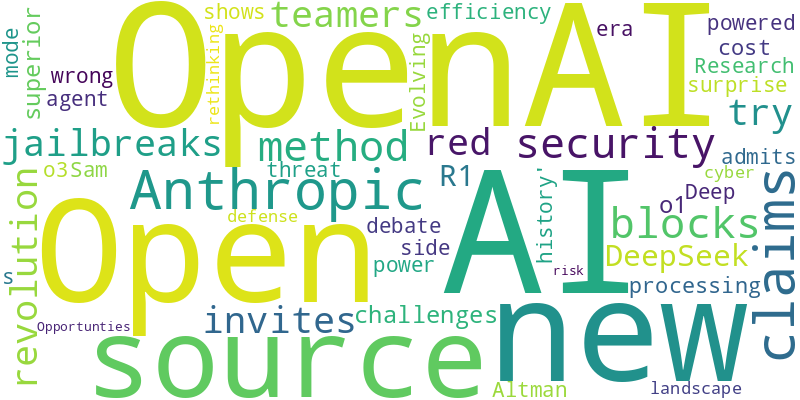 mode
superior
shows
teamers
efficiency
era
powered
cost
wrong
agent
rethinking
OpenAI
Evolving
Research
surprise
try
jailbreaks
method
red
security
admits
o3Sam
threat
R1
cyber
revolution
Anthropic
AI
history'
o1
Deep
claims
defense
debate
side
blocks
Open
power
DeepSeek
s
risk
processing
Opportunties
invites
challenges
new
source
Altman
landscape